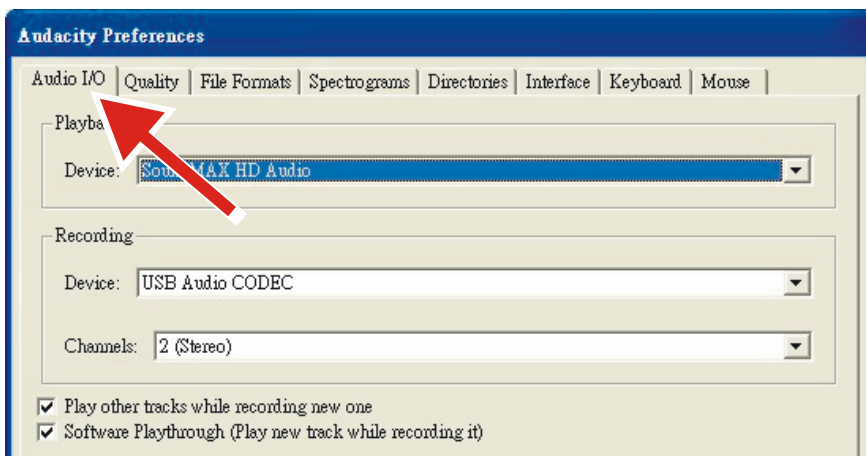 Audacity Preferences
Audio I/O Quality File Formats Spectrograms Directories Interface Keyboard Mouse
Device: HD Audio
Recording
Device: USB Audio CODEC
Channels: 2 (Stereo)
Play other tracks while recording new one
Software Playthrough (Play new track while recording it)